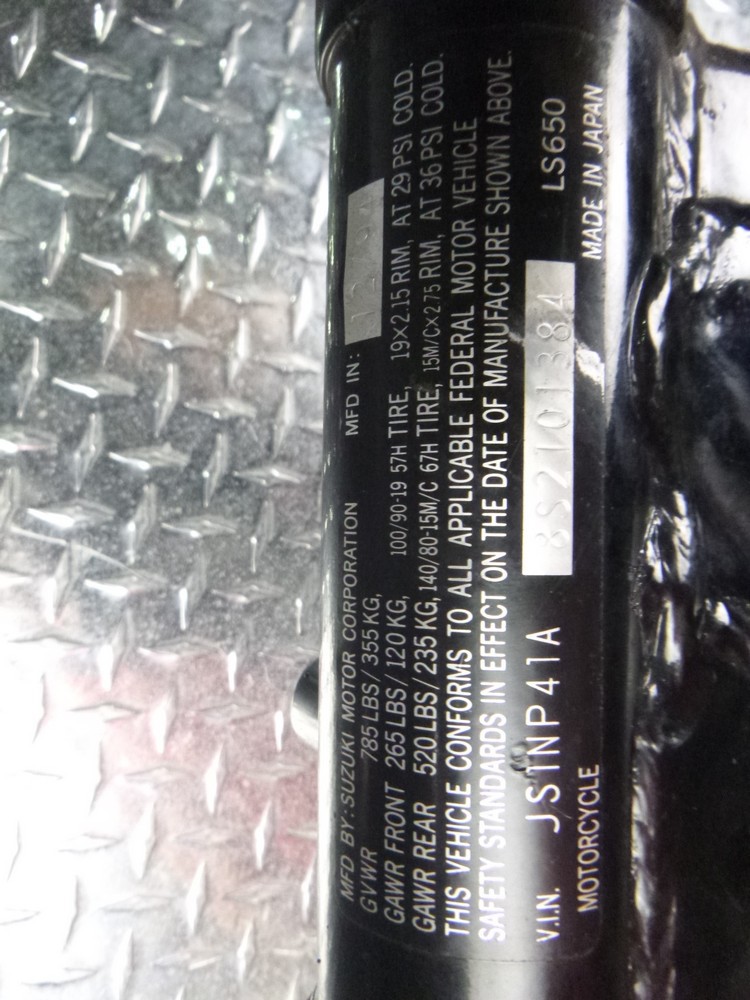 MFD BY: SUZUKI MOTOR CORPORATION MFD IN:
GVWR 785 LBS/ 355 KG,
GAWR FRONT 265 LBS/ 120 KG, 100/90-19 57H TIRE, 19×2.15 RIM, AT 29 PSI COLD.
GAWR REAR 520 LBS/ 235 KG, 140/80-15M/C 67H TIRE, 15M/C×2.75 RIM, AT 36 PSI COLD.
THIS VEHICLE CONFORMS TO ALL APPLICABLE FEDERAL MOTOR VEHICLE
SAFETY STANDARDS IN EFFECT ON THE DATE OF MANUFACTURE SHOWN ABOVE.
V.I.N. JS1NP41A LS650
MOTORCYCLE MADE IN JAPAN